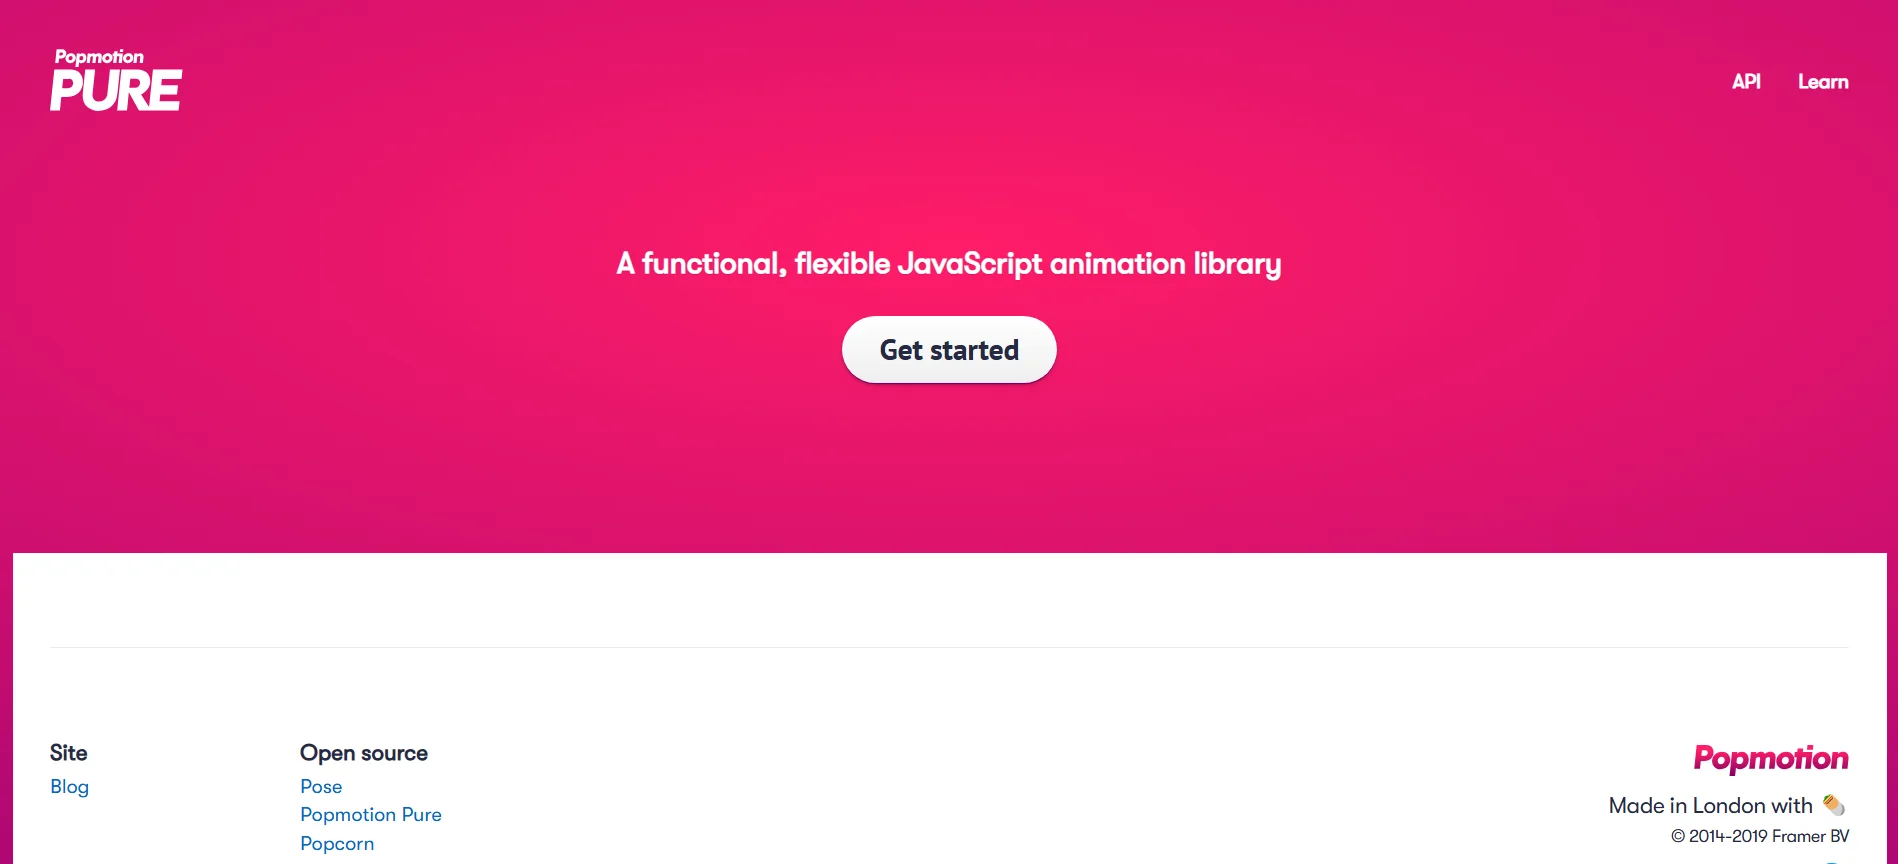 Popmotion
PURE
API
Learn
A functional, flexible JavaScript animation library
Get started
Site
Blog
Open source
Pose
Popmotion Pure
Popcorn
Popmotion
Made in London with 🌯
© 2014-2019 Framer BV